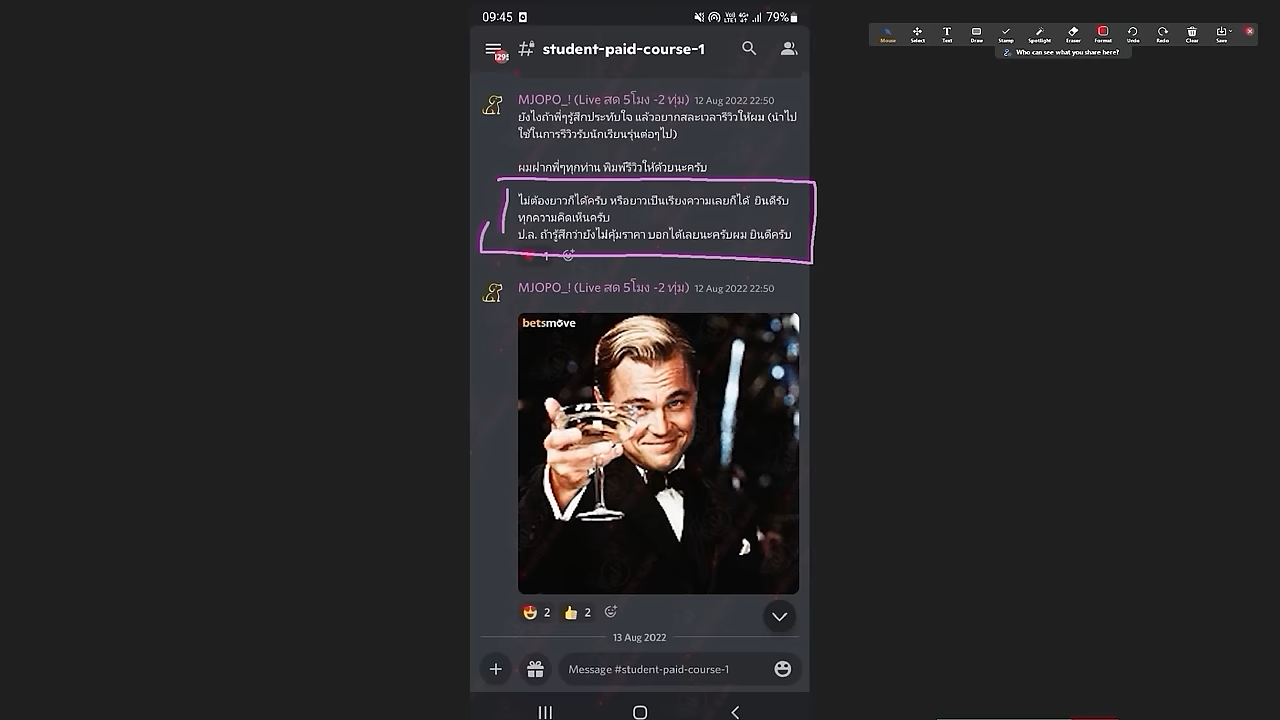 09:45
Vo)) LTE1 4G+ 79%
student-paid-course-1
MJOPO_! (Live สด 5โมง -2 ทุ่ม) 12 Aug 2022 22:50
ยังไงถ้าพี่ๆรู้สึกประทับใจ แล้วอยากสละเวลารีวิวให้ผม (นำไป
ใช้ในการรีวิวรับนักเรียนรุ่นต่อๆไป)
ผมฝากพี่ๆทุกท่าน พิมพ์รีวิวให้ด้วยนะครับ
ไม่ต้องยาวก็ได้ครับ หรือยาวเป็นเรียงความเลยก็ได้ ยินดีรับ
ทุกความคิดเห็นครับ
ป.ล. ถ้ารู้สึกว่ายังไม่คุ้มราคา บอกได้เลยนะครับผม ยินดีครับ
1
MJOPO_! (Live สด 5โมง -2 ทุ่ม) 12 Aug 2022 22:50
betsmove
2 2
13 Aug 2022
Message #student-paid-course-1
Mouse Select Text Draw Stamp Spotlight Eraser Format Undo Redo Clear Save
Who can see what you share here?